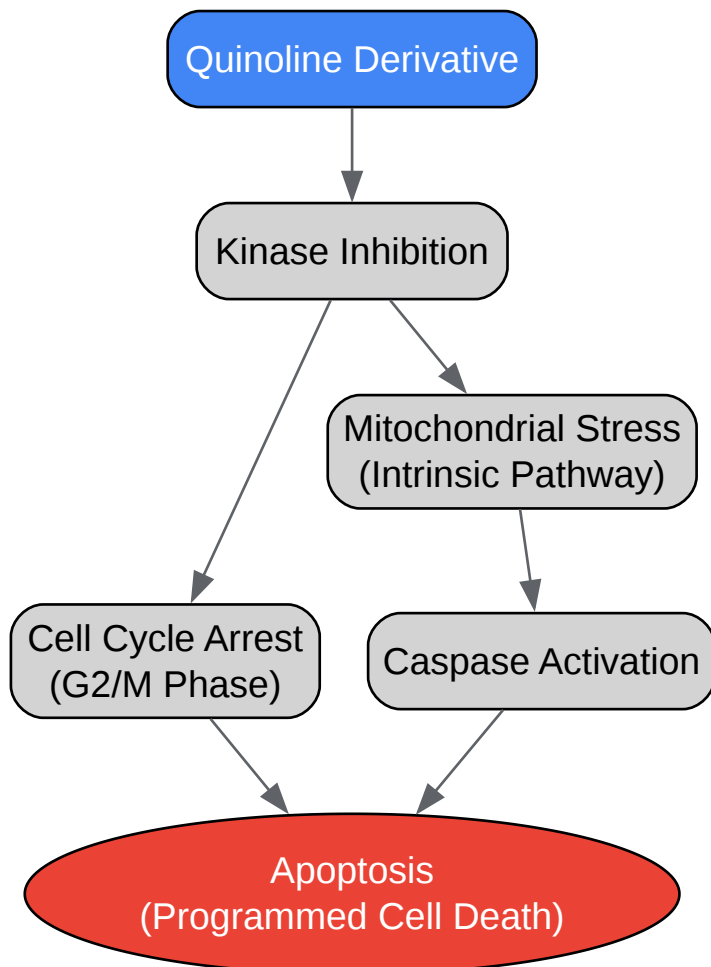 Quinoline Derivative
Kinase Inhibition
Mitochondrial Stress
(Intrinsic Pathway)
Cell Cycle Arrest
(G2/M Phase)
Caspase Activation
Apoptosis
(Programmed Cell Death)